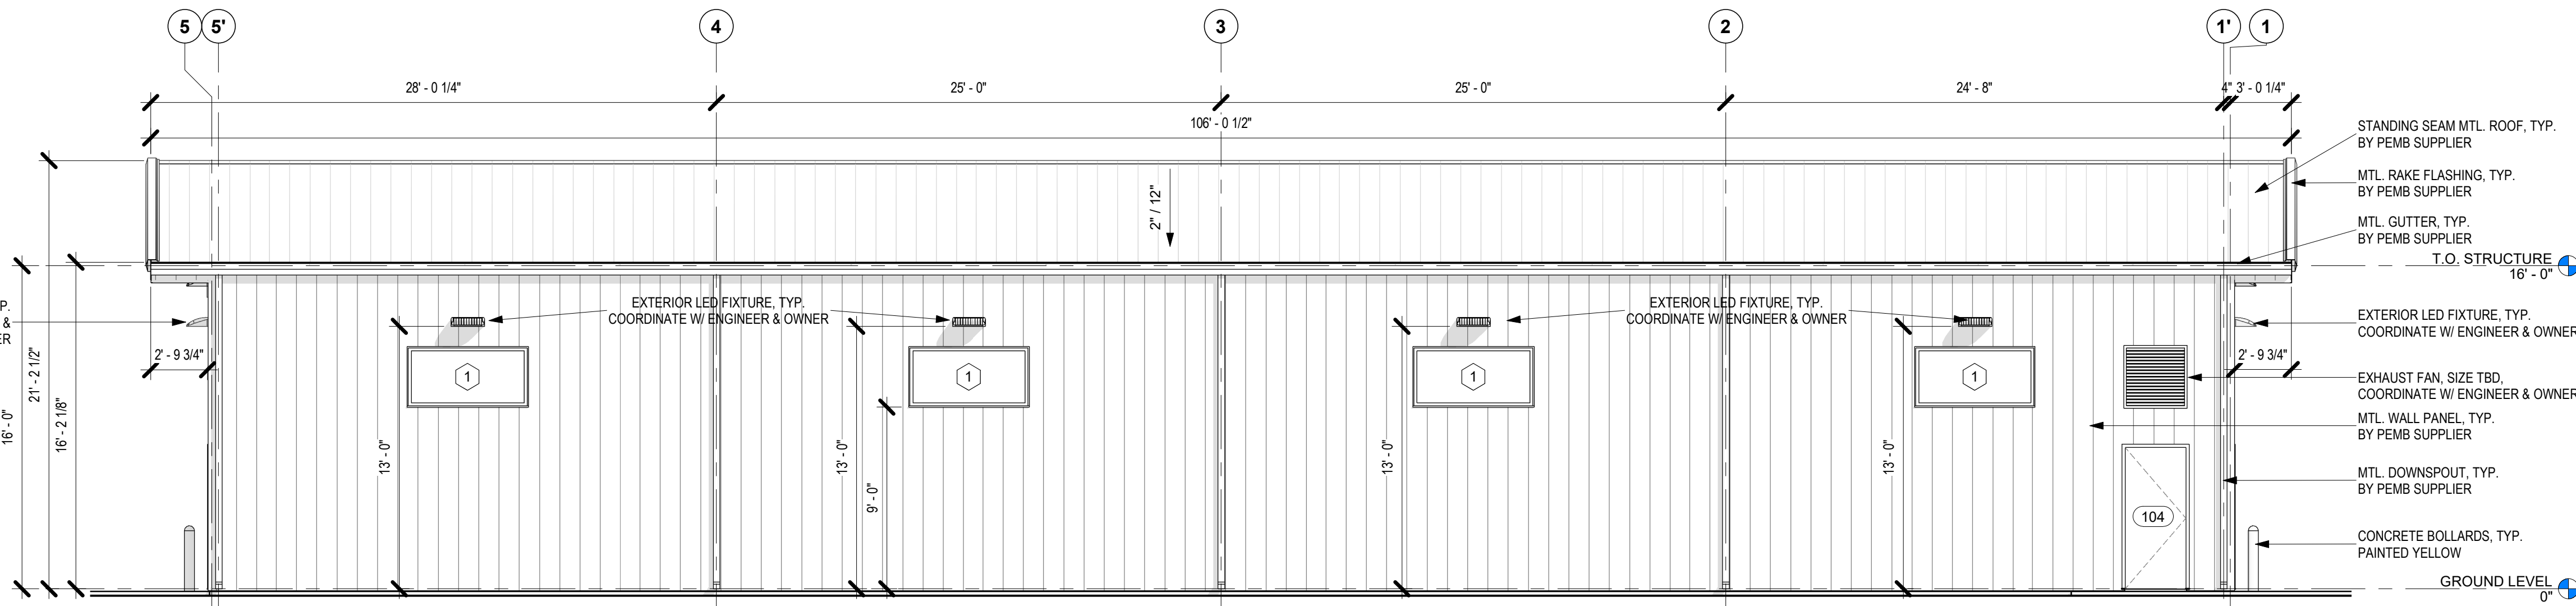 5 5' 4 3 2 1' 1
28' - 0 1/4" 25' - 0" 25' - 0" 24' - 8" 4" 3' - 0 1/4"
106' - 0 1/2"
STANDING SEAM MTL. ROOF, TYP.
BY PEMB SUPPLIER
MTL. RAKE FLASHING, TYP.
BY PEMB SUPPLIER
2" / 12"
MTL. GUTTER, TYP.
BY PEMB SUPPLIER
T.O. STRUCTURE
16' - 0"
P.
&
ER
EXTERIOR LED FIXTURE, TYP.
COORDINATE W/ ENGINEER & OWNER
EXTERIOR LED FIXTURE, TYP.
COORDINATE W/ ENGINEER & OWNER
EXTERIOR LED FIXTURE, TYP.
COORDINATE W/ ENGINEER & OWNER
2' - 9 3/4"
2' - 9 3/4"
16' - 0"
21' - 2 1/2"
16' - 2 1/8"
1 1 1 1
13' - 0"
13' - 0"
9' - 0"
13' - 0"
13' - 0"
EXHAUST FAN, SIZE TBD,
COORDINATE W/ ENGINEER & OWNER
MTL. WALL PANEL, TYP.
BY PEMB SUPPLIER
MTL. DOWNSPOUT, TYP.
BY PEMB SUPPLIER
104
CONCRETE BOLLARDS, TYP.
PAINTED YELLOW
GROUND LEVEL
0"